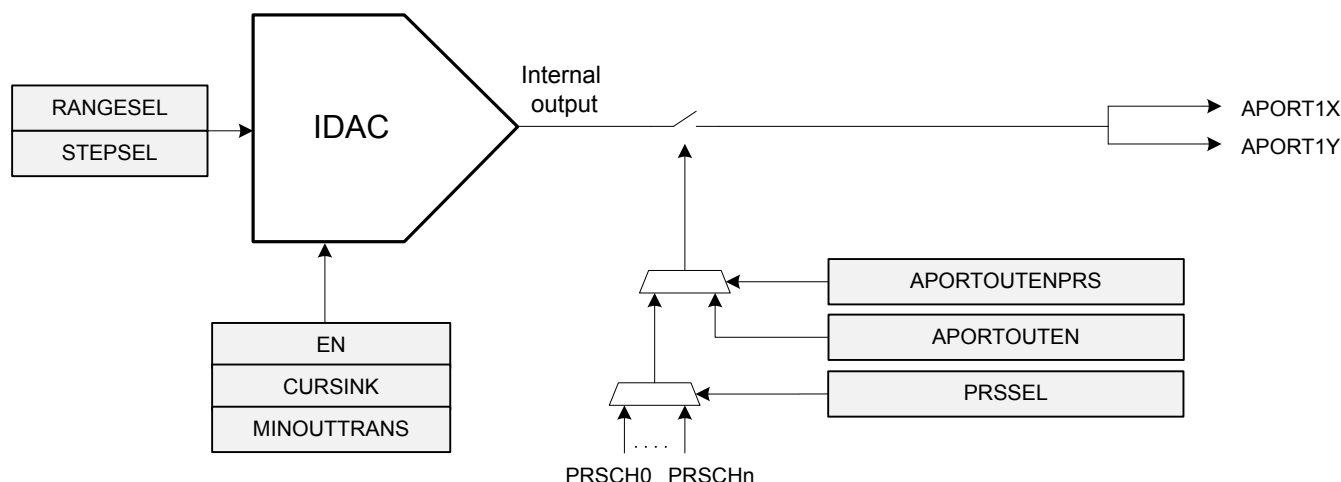 Internal
output
RANGESEL
STEPSEL
IDAC
APORT1X
APORT1Y
EN
CURSINK
MINOUTTRANS
APORTOUTENPRS
APORTOUTEN
PRSSEL
. . . .
PRSCH0 PRSCHn